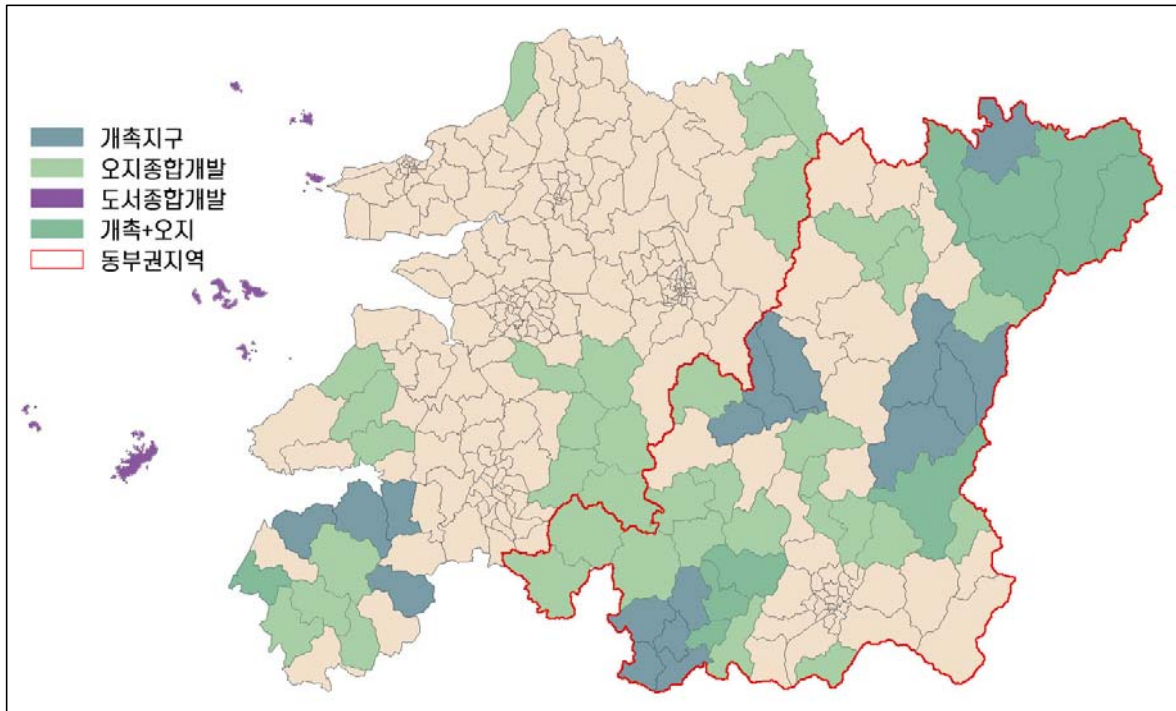 개촉지구
오지종합개발
도서종합개발
개촉+오지
동부권지역